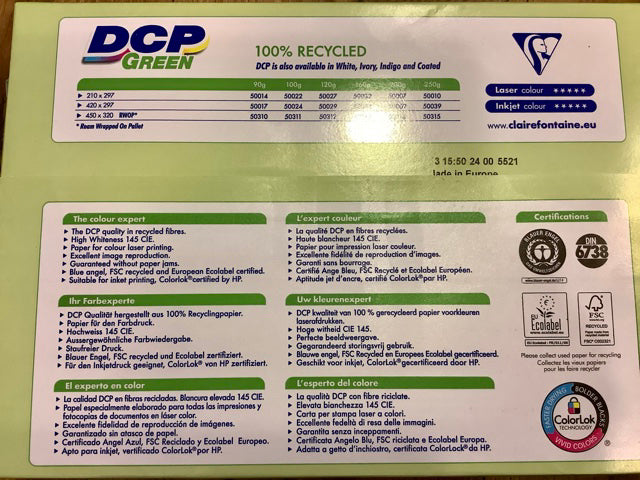 DCP
GREEN
100% RECYCLED
DCP is also available in White, Ivory, Indigo and Coated
90g 100g 120g 160g 200g 250g
210 x 297 50014 50022 50027 50007 50010
420 x 297 50017 50024 50029 50039
450 x 320 RWOP* 50310 50311 50315
* Ream Wrapped On Pallet
Laser colour
Inkjet colour
www.clairefontaine.eu
3 15:50 24 00 5521
in Europe
The colour expert
The DCP quality in recycled fibres.
High Whiteness 145 CIE.
Paper for colour laser printing.
Excellent image reproduction.
Guaranteed without paper jams.
Blue angel, FSC recycled and European Ecolabel certified.
Suitable for inket printing, Colorlok®certified by HP.
L'expert couleur
La qualité DCP en fibres recyclées.
Haute blancheur 145 CIE.
Papier pour impression laser couleur.
Excellente fidélité de reproduction d'images.
Garanti sans bourrage.
Certifié Ange Bleu, FSC Recyclé et Ecolabel Européen.
Aptitude jet d'encre, certifié Colorlok®par HP.
Certifications
BLAUER ENGEL
DIN
6738
Ihr Farbexperte
DCP Qualität hergestellt aus 100% Recyclingpapier.
Papier für den Farbdruck.
Hochweiss 145 CIE.
Aussergewöhnliche Farbwiedergabe.
Staufreier Druck.
Blauer Engel, FSC recycled und Ecolabel zertifiziert.
Für den Inkjetdruck geeignet, ColorLok® von HP zertifiziert.
Uw kleurenexpert
DCP kwaliteit van 100 % gerecycleerd papier voorkleuren
laserafdrukken.
Hoge witheid CIE 145.
Perfecte beeldweergave.
Gegarandeerd storingsvrij gebruik.
Blauwe engel, FSC Recycled en Europees Ecolabel gecertificeerd.
Geschikt voor inkjet, Colorlok®gecertificeerd door HP.
EU
Ecolabel
FSC
RECYCLED
Please collect used paper for recycling
Collectez les vieux papiers
pour les faire recycler
El experto en color
La calidad DCP en fibras recicladas. Blancura elevada 145 CIE.
Papel especialmente elaborado para todas las impresiones y
fotocopias de documentos en láser color.
Excelente fidelidad de reproducción de imágenes.
Garantizado sin atasco de papel.
Certificado Angel Azul, FSC Reciclado y Ecolabel Europeo.
Apto para inkjet, vertificado ColorLok®por HP.
L'esperto del colore
La qualità DCP con fibre riciclate.
Elevata bianchezza 145 CIE.
Carta per stampa laser a colori.
Eccellente fedeltà di resa delle immagini.
Garantita senza inceppamenti.
Certificata Angelo Blu, FSC riciclata e Ecolabel Europa.
Adatta a getto d'inchiostro, certificata ColorLock®da HP.
FASTER DRYING
BOLDER BLACKS
ColorLok
TECHNOLOGY
VIVID COLORS
®